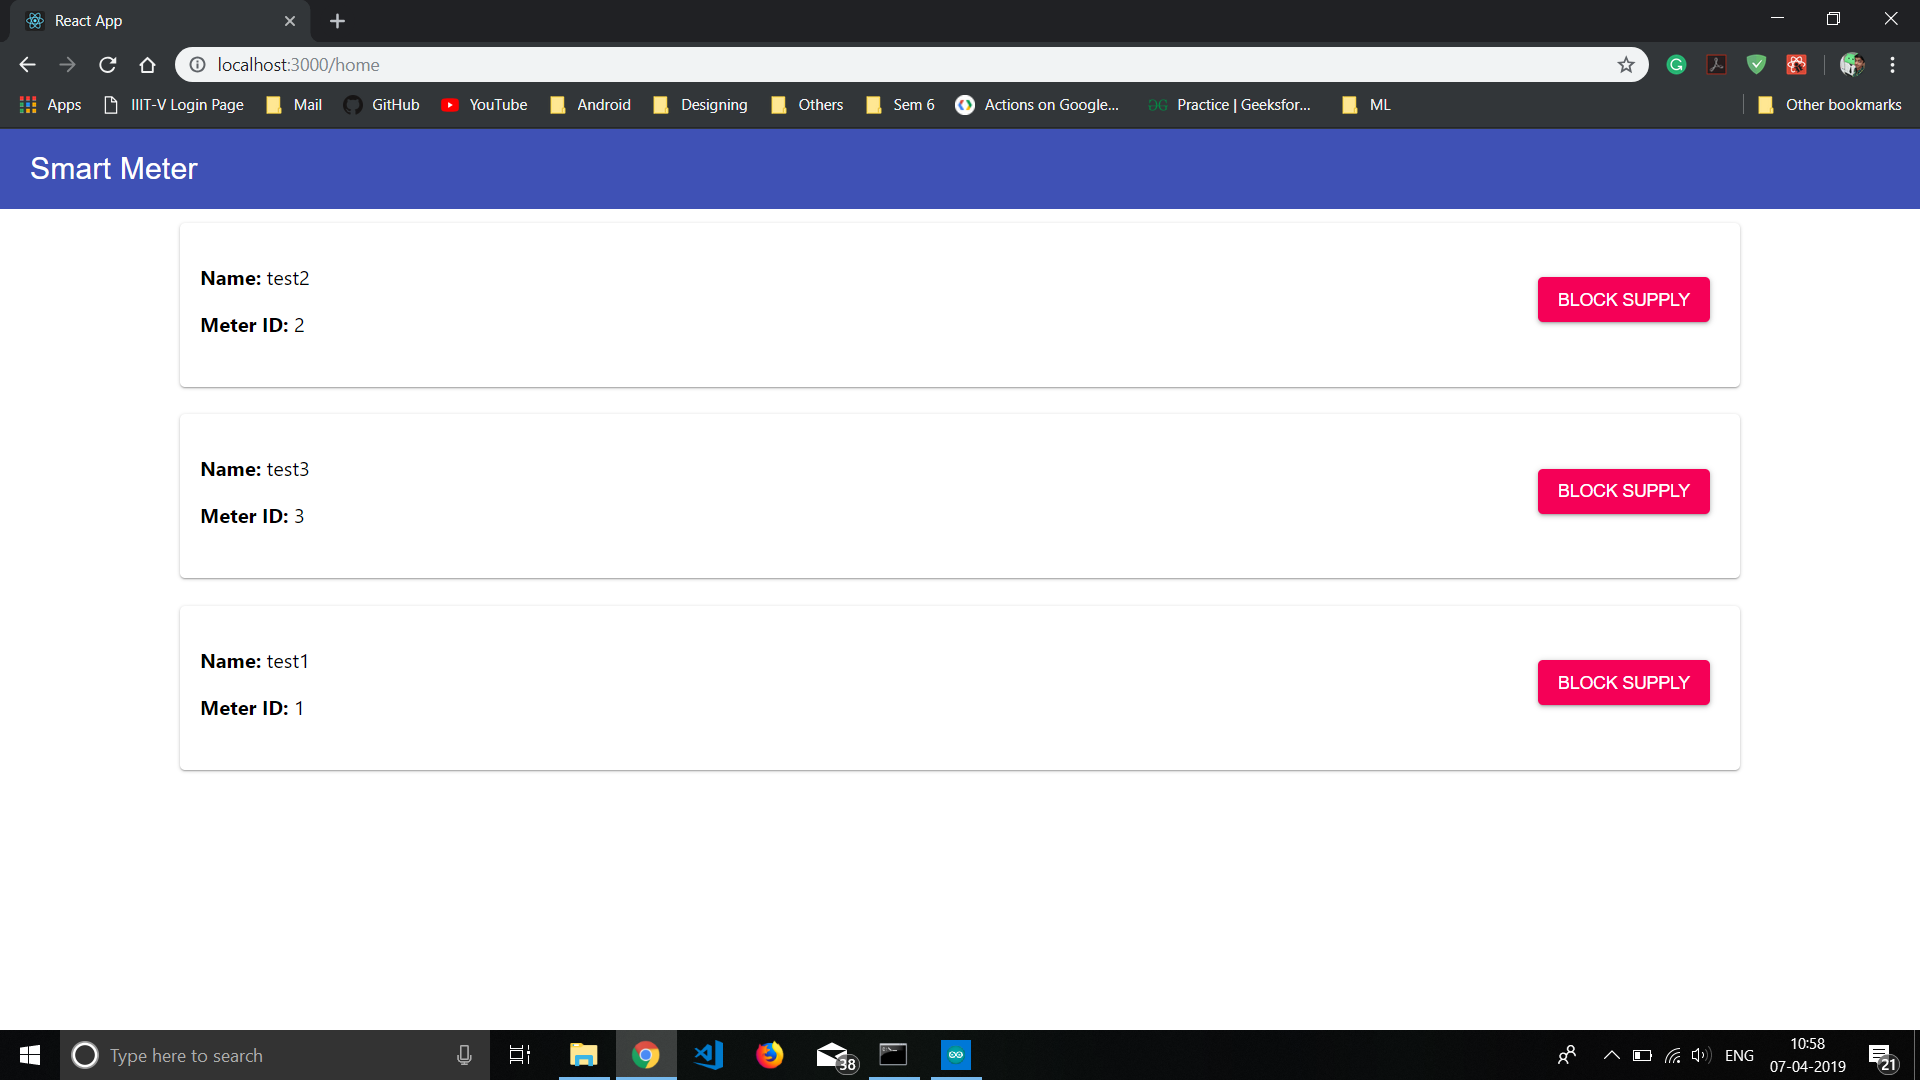 React App
localhost:3000/home
Apps IIIT-V Login Page Mail GitHub YouTube Android Designing Others Sem 6 Actions on Google... Practice | Geeksfor... ML Other bookmarks
Smart Meter
Name: test2
Meter ID: 2
BLOCK SUPPLY
Name: test3
Meter ID: 3
BLOCK SUPPLY
Name: test1
Meter ID: 1
BLOCK SUPPLY
Type here to search
38
ENG
10:58
07-04-2019
21